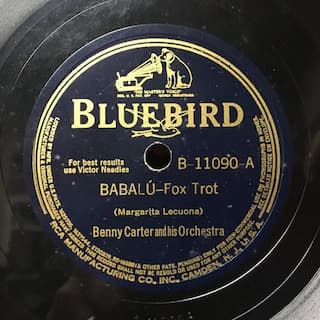 "HIS MASTER'S VOICE"
BLUEBIRD
For best results
use Victor Needles
B-11090-A
BABALÚ-Fox Trot
(Margarita Lecuona)
Benny Carter and his Orchestra
RCA MANUFACTURING CO. INC. CAMDEN, N. J., U. S. A.